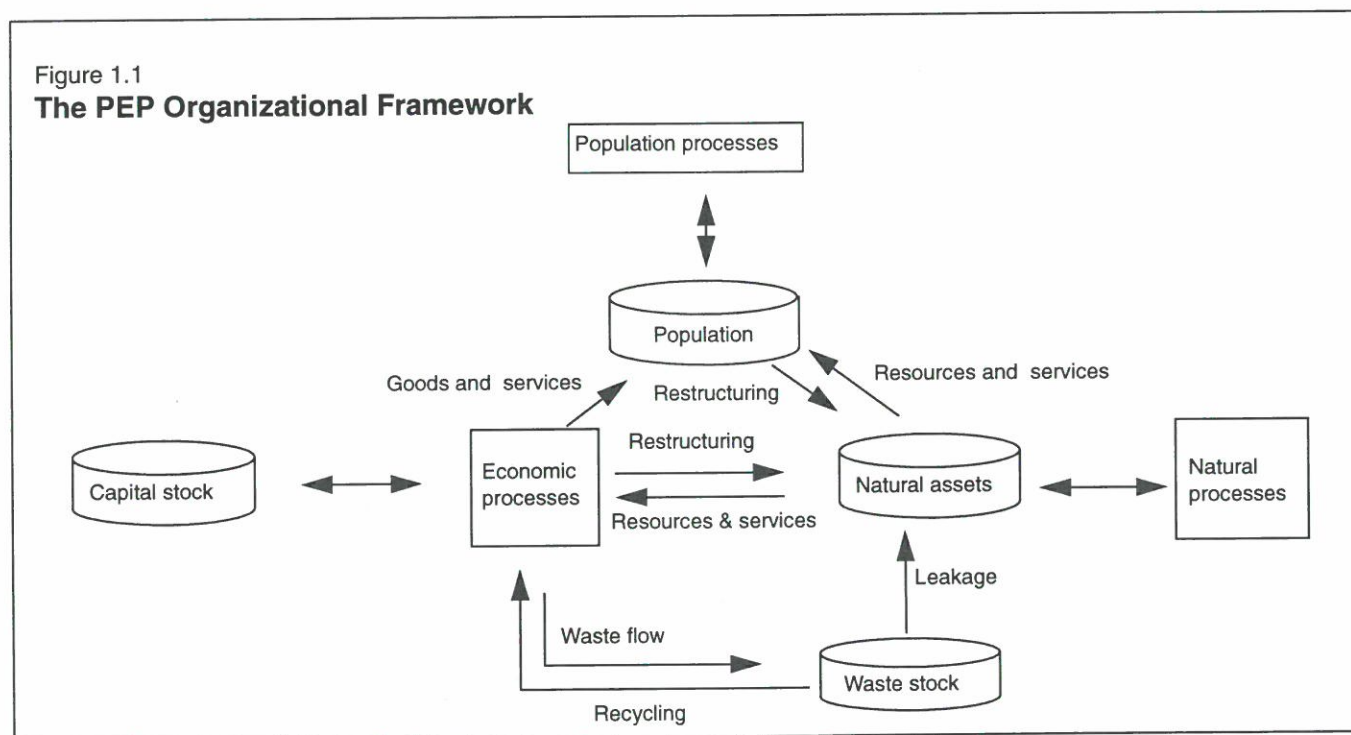 Figure 1.1
The PEP Organizational Framework
Population processes
Population
Goods and services
Restructuring
Resources and services
Capital stock
Economic
processes
Restructuring
Resources & services
Natural assets
Natural
processes
Leakage
Waste flow
Waste stock
Recycling